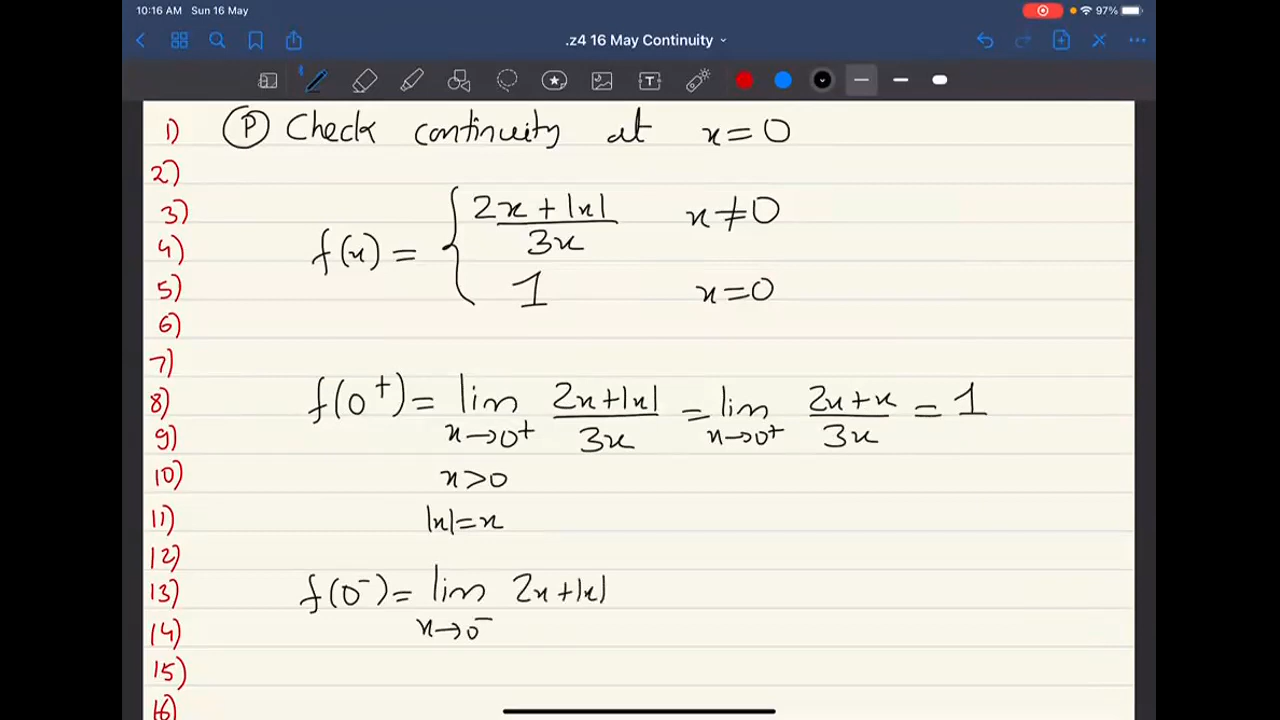 10:16 AM Sun 16 May 97%
.z4 16 May Continuity
1) Ⓟ Check continuity at x=0
2)
3) 2x+|x| x≠0
4) f(x) = { 3x
5) 1 x=0
6)
7)
8) f(0⁺) = lim 2x+|x| = lim 2x+x = 1
9) x→0⁺ 3x x→0⁺ 3x
10) x>0
11) |x|=x
12)
13) f(0⁻) = lim 2x+|x|
14) x→0⁻
15)
16)